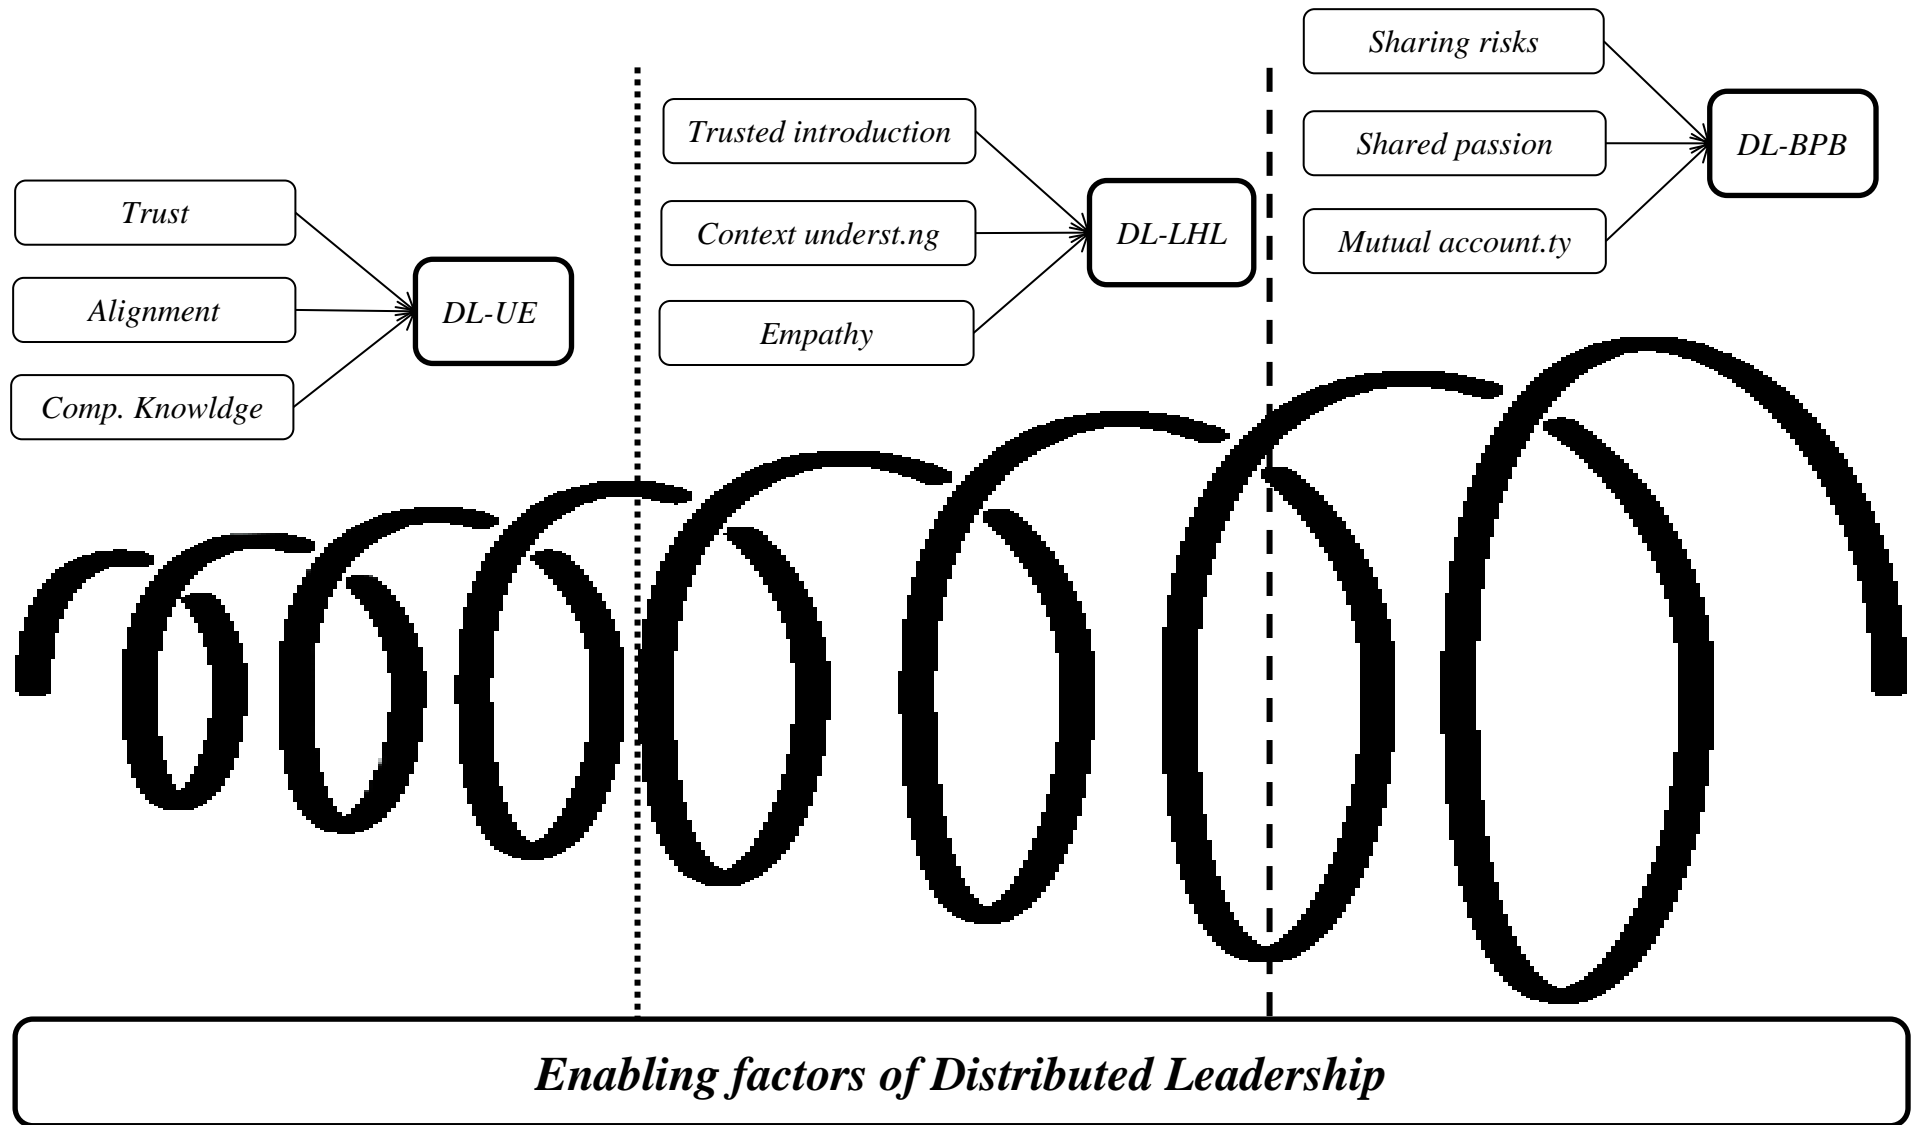 Trust
Alignment
Comp. Knowldge
DL-UE
Trusted introduction
Context underst.ng
Empathy
DL-LHL
Sharing risks
Shared passion
Mutual account.ty
DL-BPB
Enabling factors of Distributed Leadership